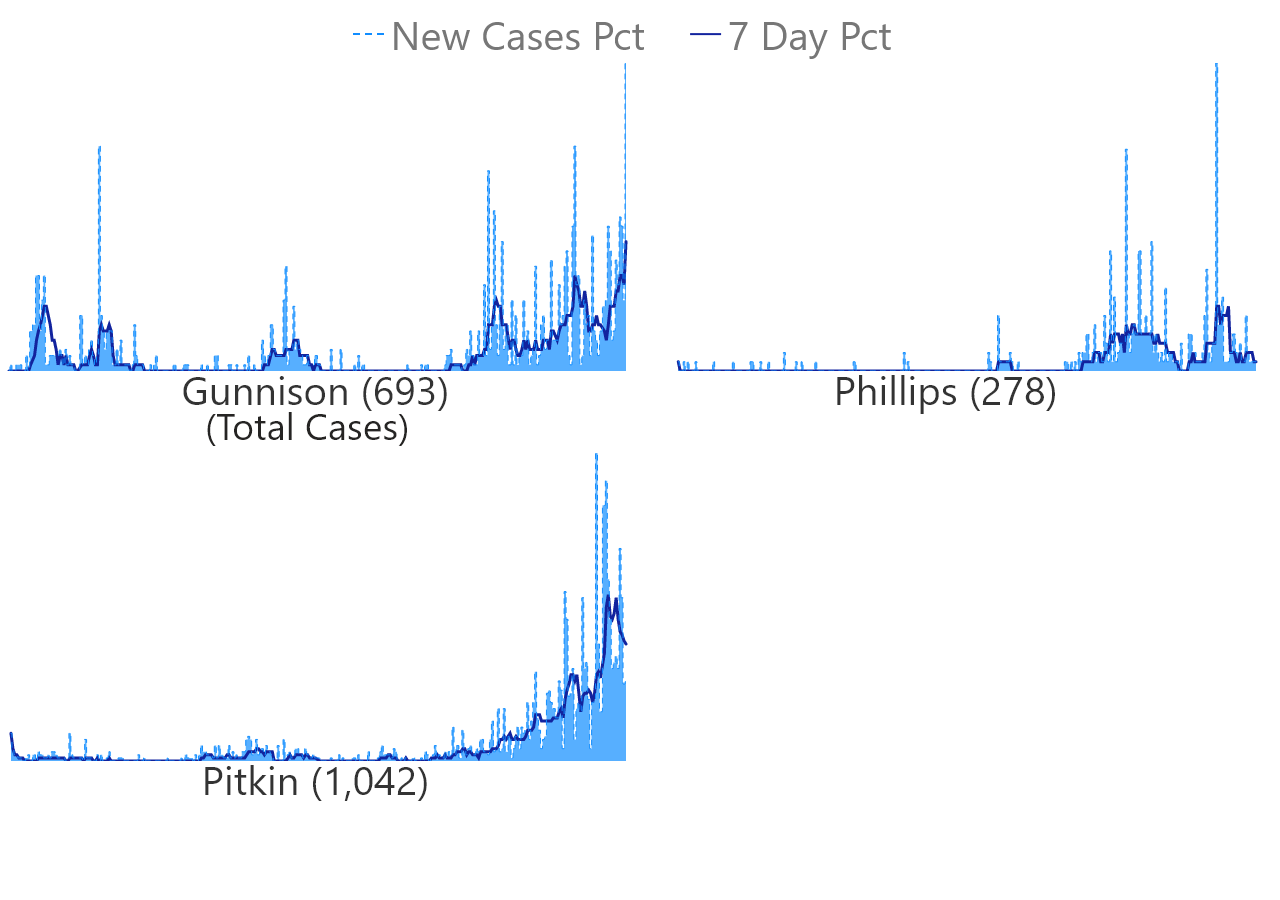 New Cases Pct 7 Day Pct
Gunnison (693)
(Total Cases)
Phillips (278)
Pitkin (1,042)